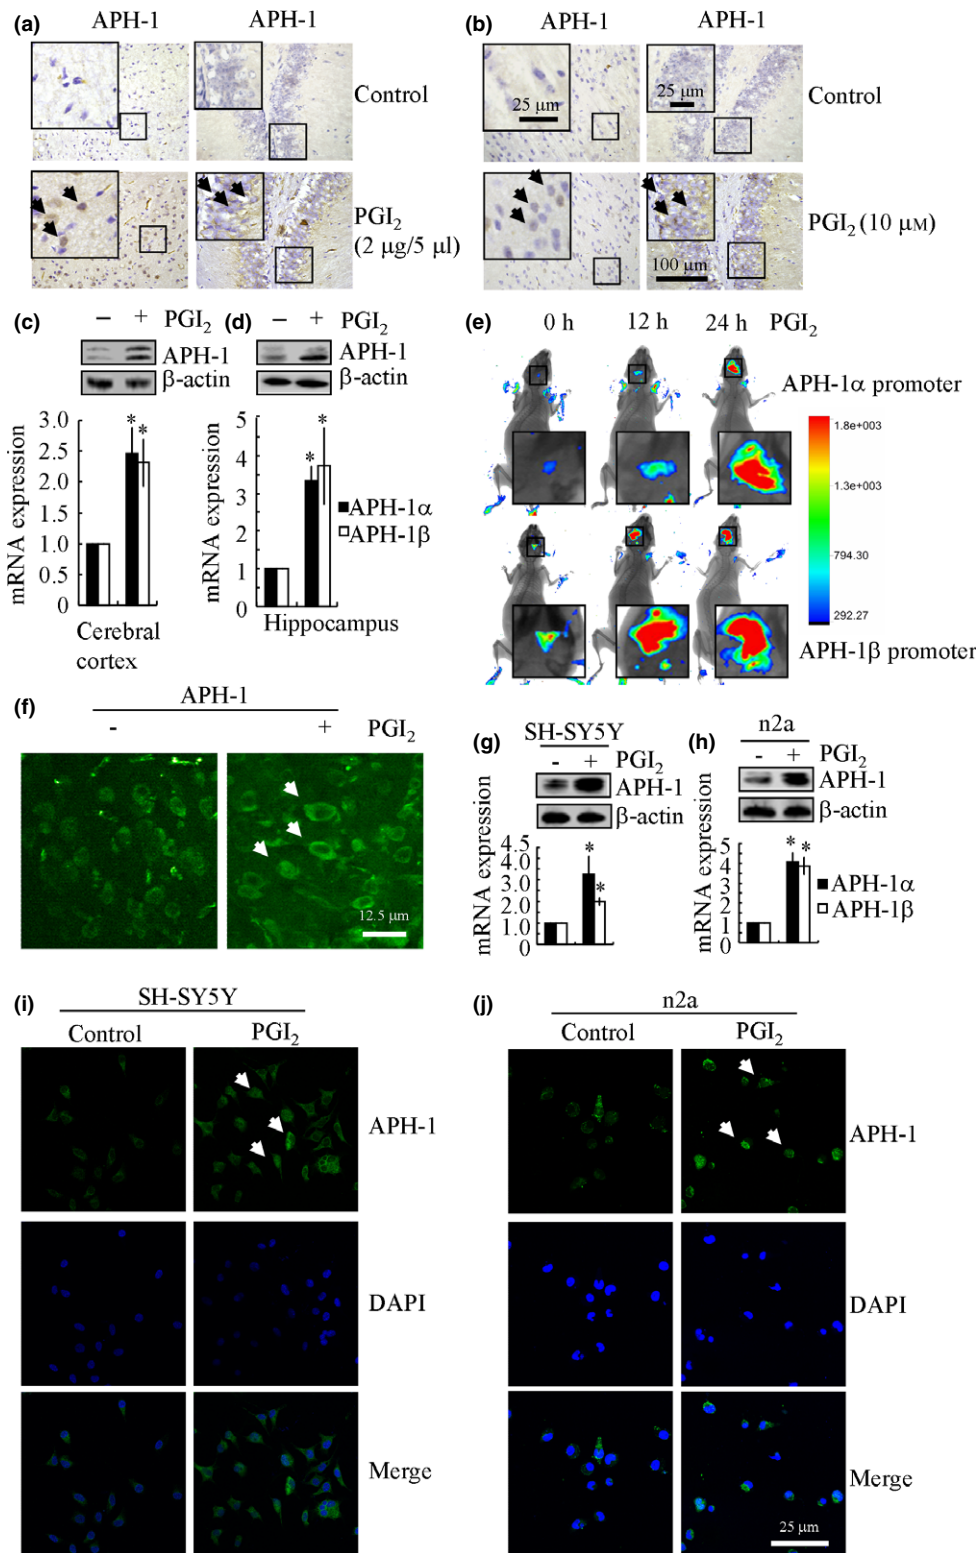 (a) APH-1 APH-1
Control
PGI₂
(2 μg/5 μl)
(b) APH-1 APH-1
25 μm 25 μm
Control
PGI₂ (10 μM)
100 μm
(c) – + PGI₂
APH-1
β-actin
mRNA expression
3.0
2.5
2.0
1.5
1.0
0.5
0
* *
Cerebral
cortex
(d) – + PGI₂
APH-1
β-actin
mRNA expression
5
4
3
2
1
0
* *
APH-1α
APH-1β
Hippocampus
(e) 0 h 12 h 24 h PGI₂
APH-1α promoter
1.8e+003
1.3e+003
794.30
292.27
APH-1β promoter
(f) APH-1
- + PGI₂
12.5 μm
(g) SH-SY5Y
- + PGI₂
APH-1
β-actin
mRNA expression
4.5
4.0
3.0
2.0
1.0
0
* *
(h) n2a
- + PGI₂
APH-1
β-actin
mRNA expression
5
4
3
2
1
0
* *
APH-1α
APH-1β
(i) SH-SY5Y
Control PGI₂
APH-1
DAPI
Merge
(j) n2a
Control PGI₂
APH-1
DAPI
Merge
25 μm